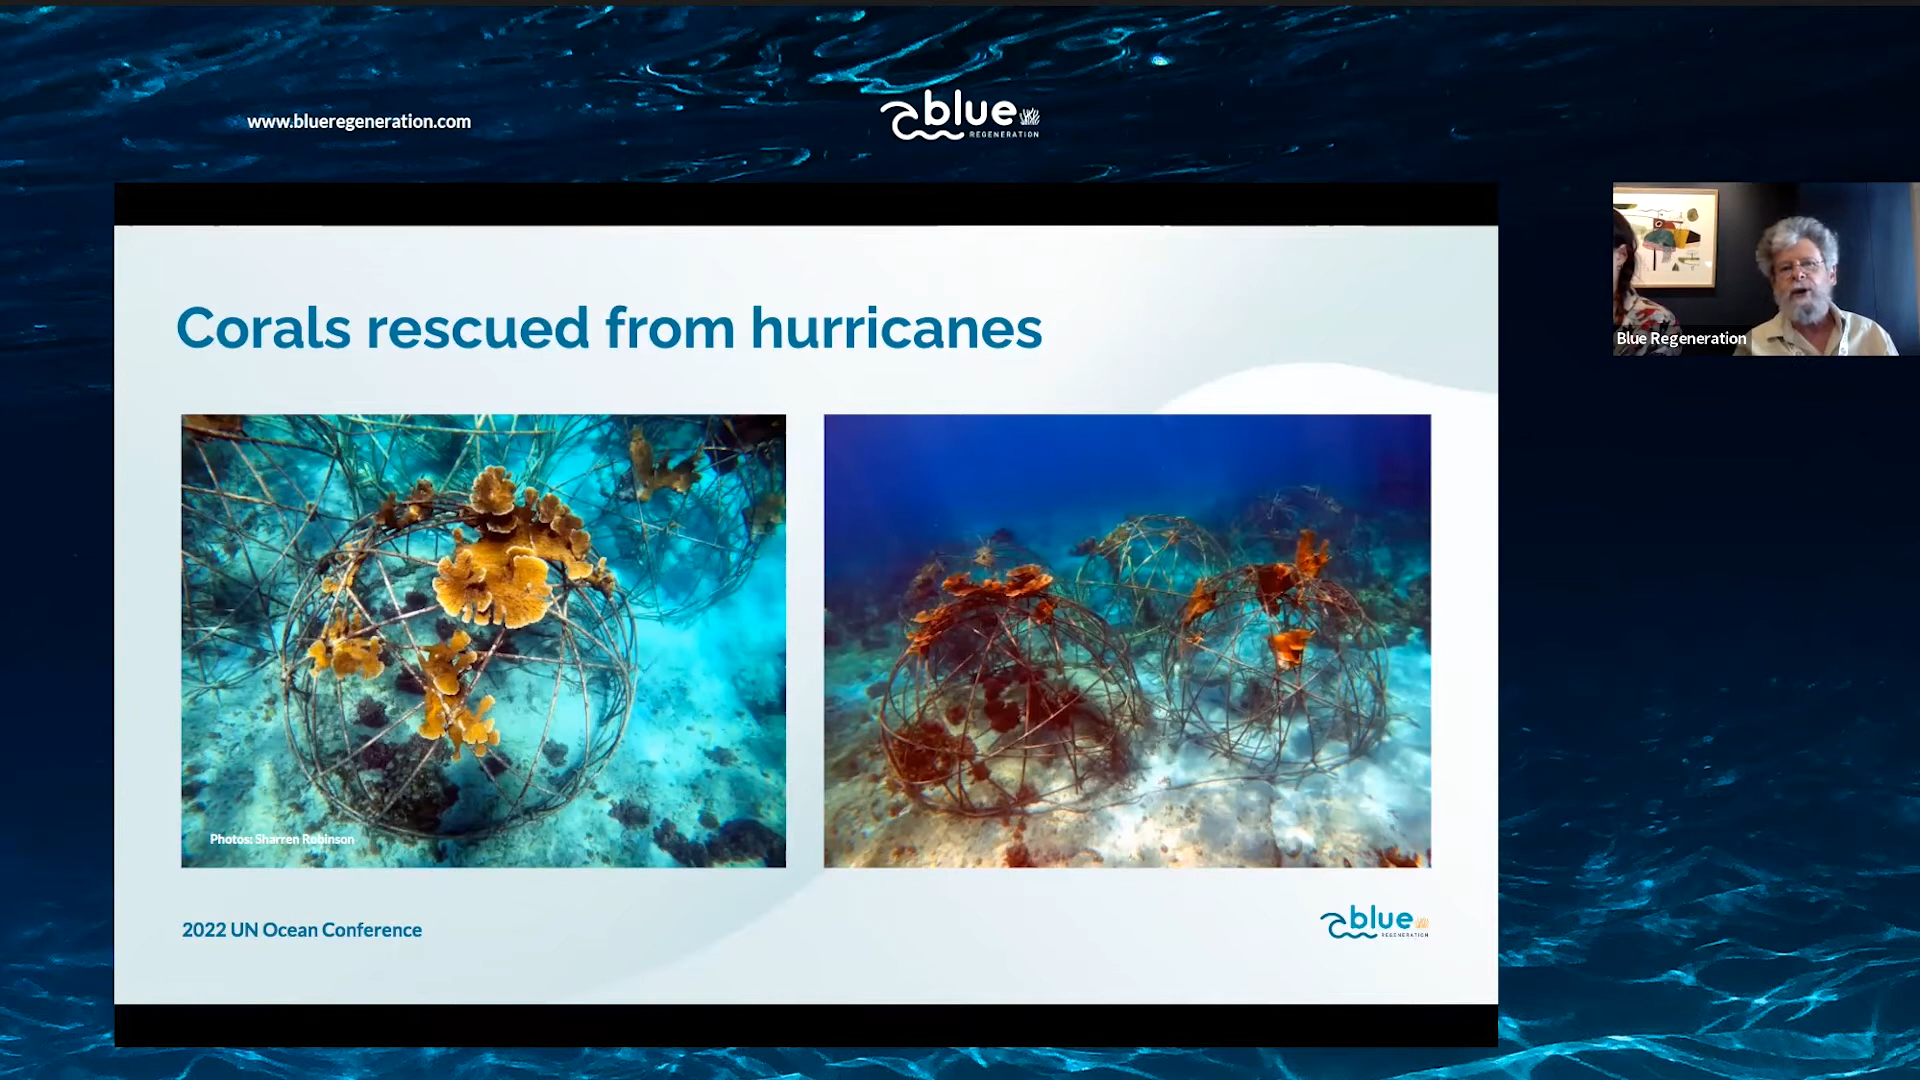 www.blueregeneration.com
blue
REGENERATION
Corals rescued from hurricanes
Blue Regeneration
Photos: Sharren Robinson
2022 UN Ocean Conference
blue
REGENERATION